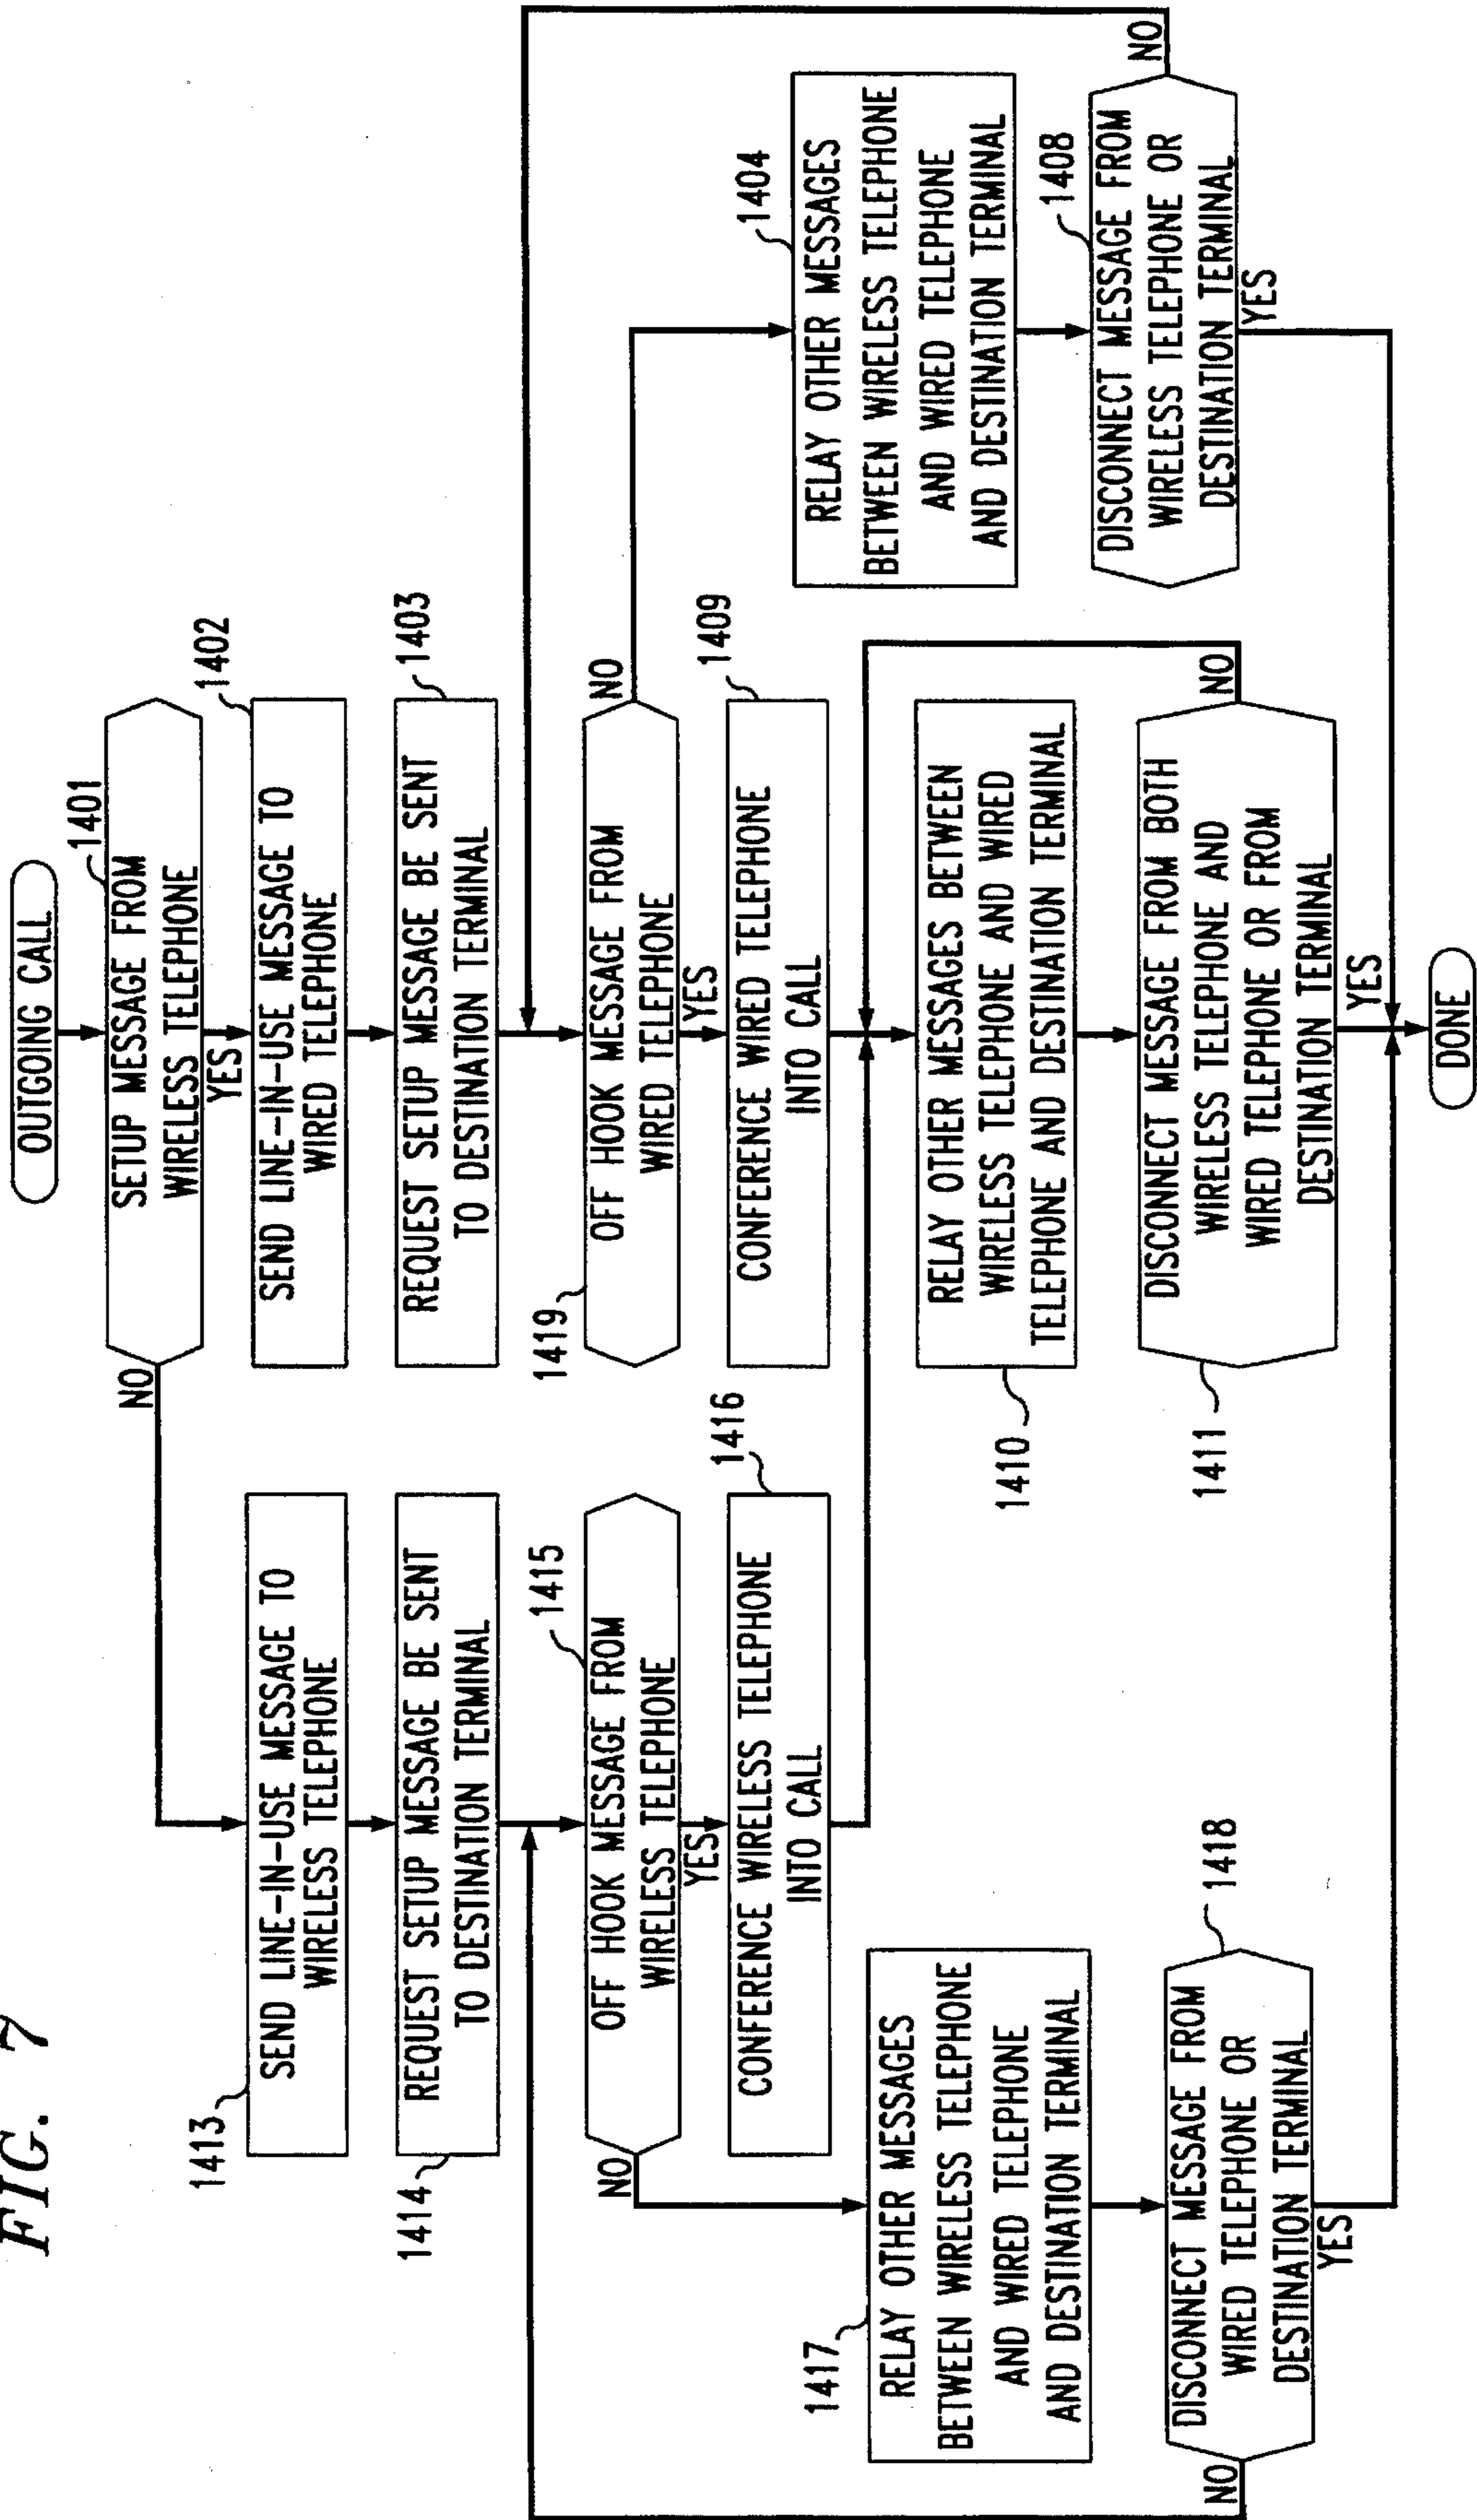 FIG. 7
OUTGOING CALL
1401
SETUP MESSAGE FROM
WIRELESS TELEPHONE
NO
YES
1402
SEND LINE-IN-USE MESSAGE TO
WIRED TELEPHONE
1403
REQUEST SETUP MESSAGE BE SENT
TO DESTINATION TERMINAL
1419
OFF HOOK MESSAGE FROM
WIRED TELEPHONE
NO
YES
1409
CONFERENCE WIRED TELEPHONE
INTO CALL
1404
RELAY OTHER MESSAGES
BETWEEN WIRELESS TELEPHONE
AND WIRED TELEPHONE
AND DESTINATION TERMINAL
1408
DISCONNECT MESSAGE FROM
WIRELESS TELEPHONE OR
DESTINATION TERMINAL
NO
YES
1413
SEND LINE-IN-USE MESSAGE TO
WIRELESS TELEPHONE
1414
REQUEST SETUP MESSAGE BE SENT
TO DESTINATION TERMINAL
1415
OFF HOOK MESSAGE FROM
WIRELESS TELEPHONE
NO
YES
1416
CONFERENCE WIRELESS TELEPHONE
INTO CALL
1417
RELAY OTHER MESSAGES
BETWEEN WIRELESS TELEPHONE
AND WIRED TELEPHONE
AND DESTINATION TERMINAL
1418
DISCONNECT MESSAGE FROM
WIRED TELEPHONE OR
DESTINATION TERMINAL
NO
YES
1410
RELAY OTHER MESSAGES BETWEEN
WIRELESS TELEPHONE AND WIRED
TELEPHONE AND DESTINATION TERMINAL
1411
DISCONNECT MESSAGE FROM BOTH
WIRELESS TELEPHONE AND
WIRED TELEPHONE OR FROM
DESTINATION TERMINAL
NO
YES
DONE